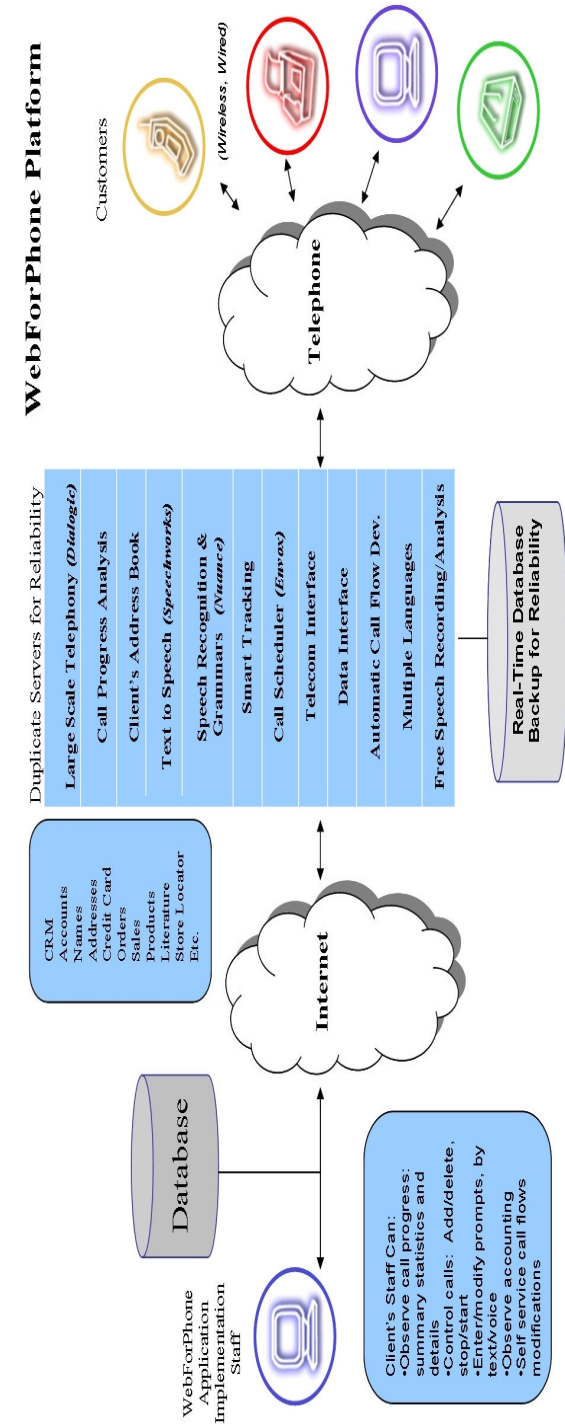 WebForPhone Platform
Customers
(Wireless, Wired)
Telephone
Duplicate Servers for Reliability
Large Scale Telephony (Dialogic)
Call Progress Analysis
Client's Address Book
Text to Speech (Speechworks)
Speech Recognition &
Grammars (Nuance)
Smart Tracking
Call Scheduler (Envox)
Telecom Interface
Data Interface
Automatic Call Flow Dev.
Multiple Languages
Free Speech Recording/Analysis
Real-Time Database
Backup for Reliability
CRM
Accounts
Names
Addresses
Credit Card
Orders
Sales
Products
Literature
Store Locator
Etc.
Internet
Database
WebForPhone
Application
Implementation
Staff
Client's Staff Can:
•Observe call progress:
summary statistics and
details
•Control calls: Add/delete,
stop/start
•Enter/modify prompts, by
text/voice
•Observe accounting
•Self service call flows
modifications